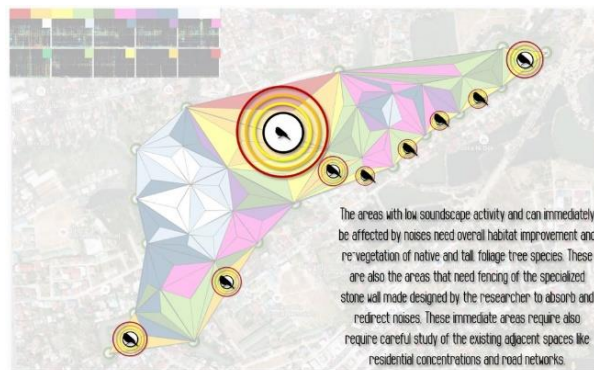 The areas with low soundscape activity and can immediately
be affected by noises need overall habitat improvement and
re-vegetation of native and tall, foliage tree species. These
are also the areas that need fencing of the specialized
stone wall made designed by the researcher to absorb and
redirect noises. These immediate areas require also
require careful study of the existing adjacent spaces like
residential concentrations and road networks.